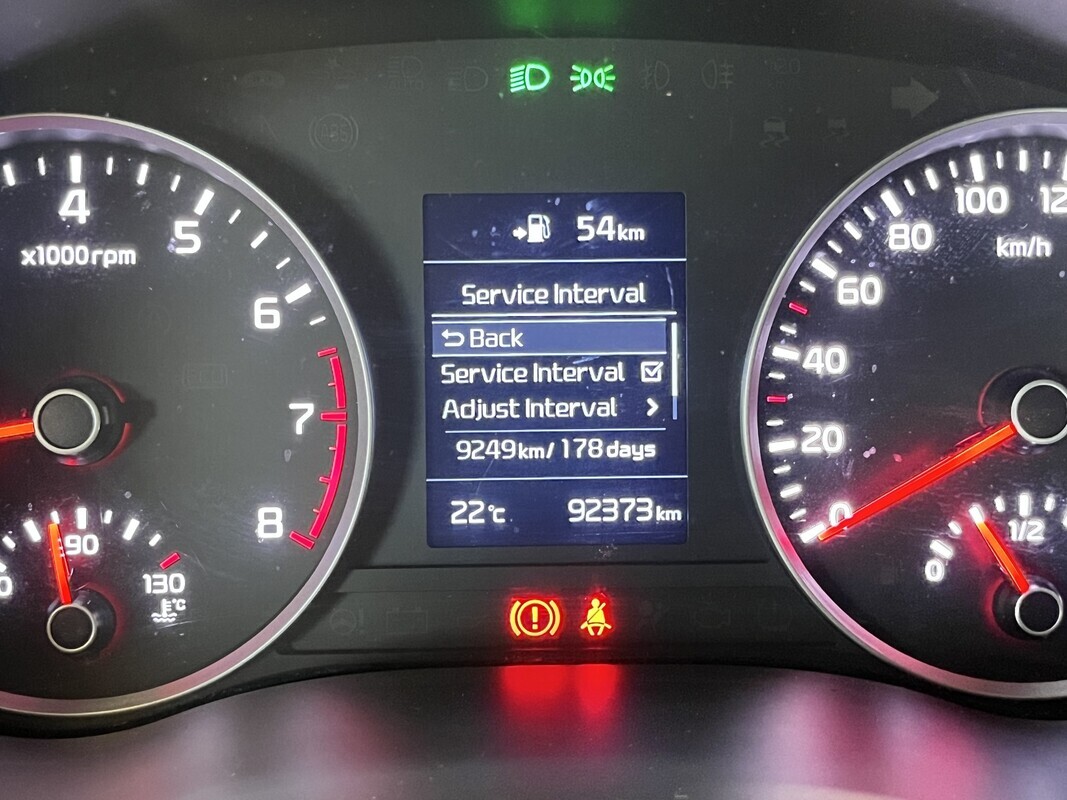 54km
Service Interval
Back
Service Interval
Adjust Interval
9249km/178days
22°C
92373km
4
5
6
7
8
x1000rpm
90
130
°C
0
20
40
60
80
100
km/h
0
1/2
ABS